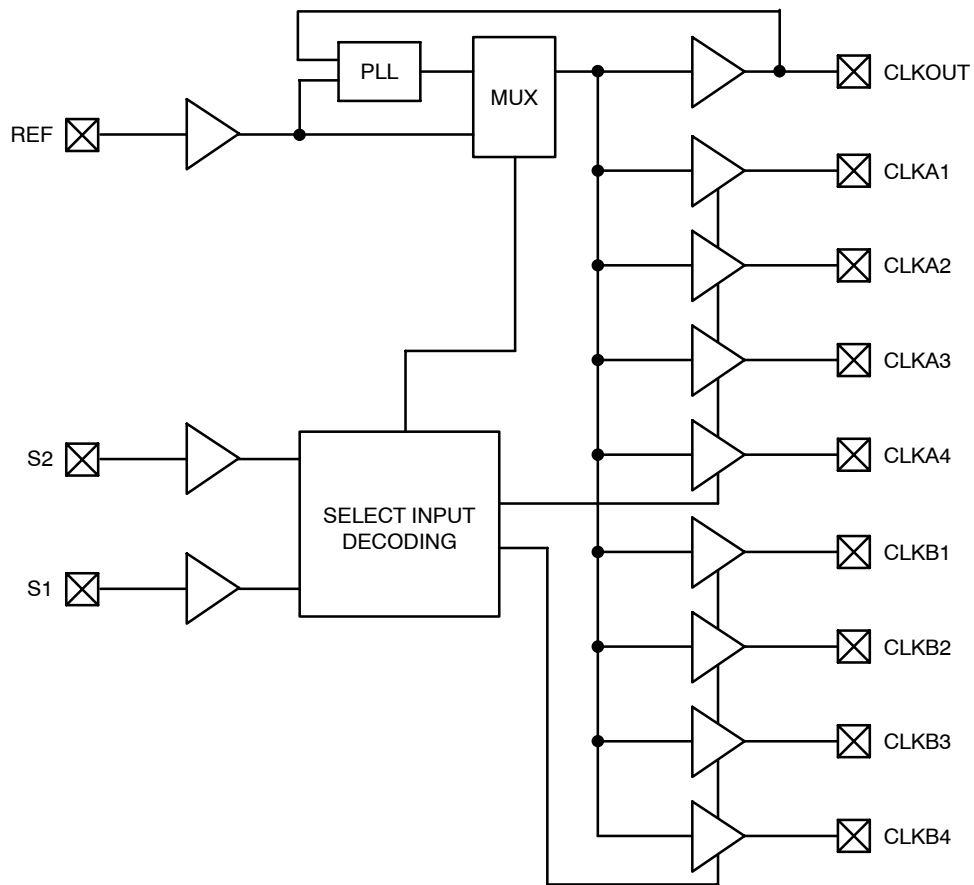 PLL
MUX
CLKOUT
REF
CLKA1
CLKA2
CLKA3
S2
CLKA4
SELECT INPUT
DECODING
CLKB1
S1
CLKB2
CLKB3
CLKB4